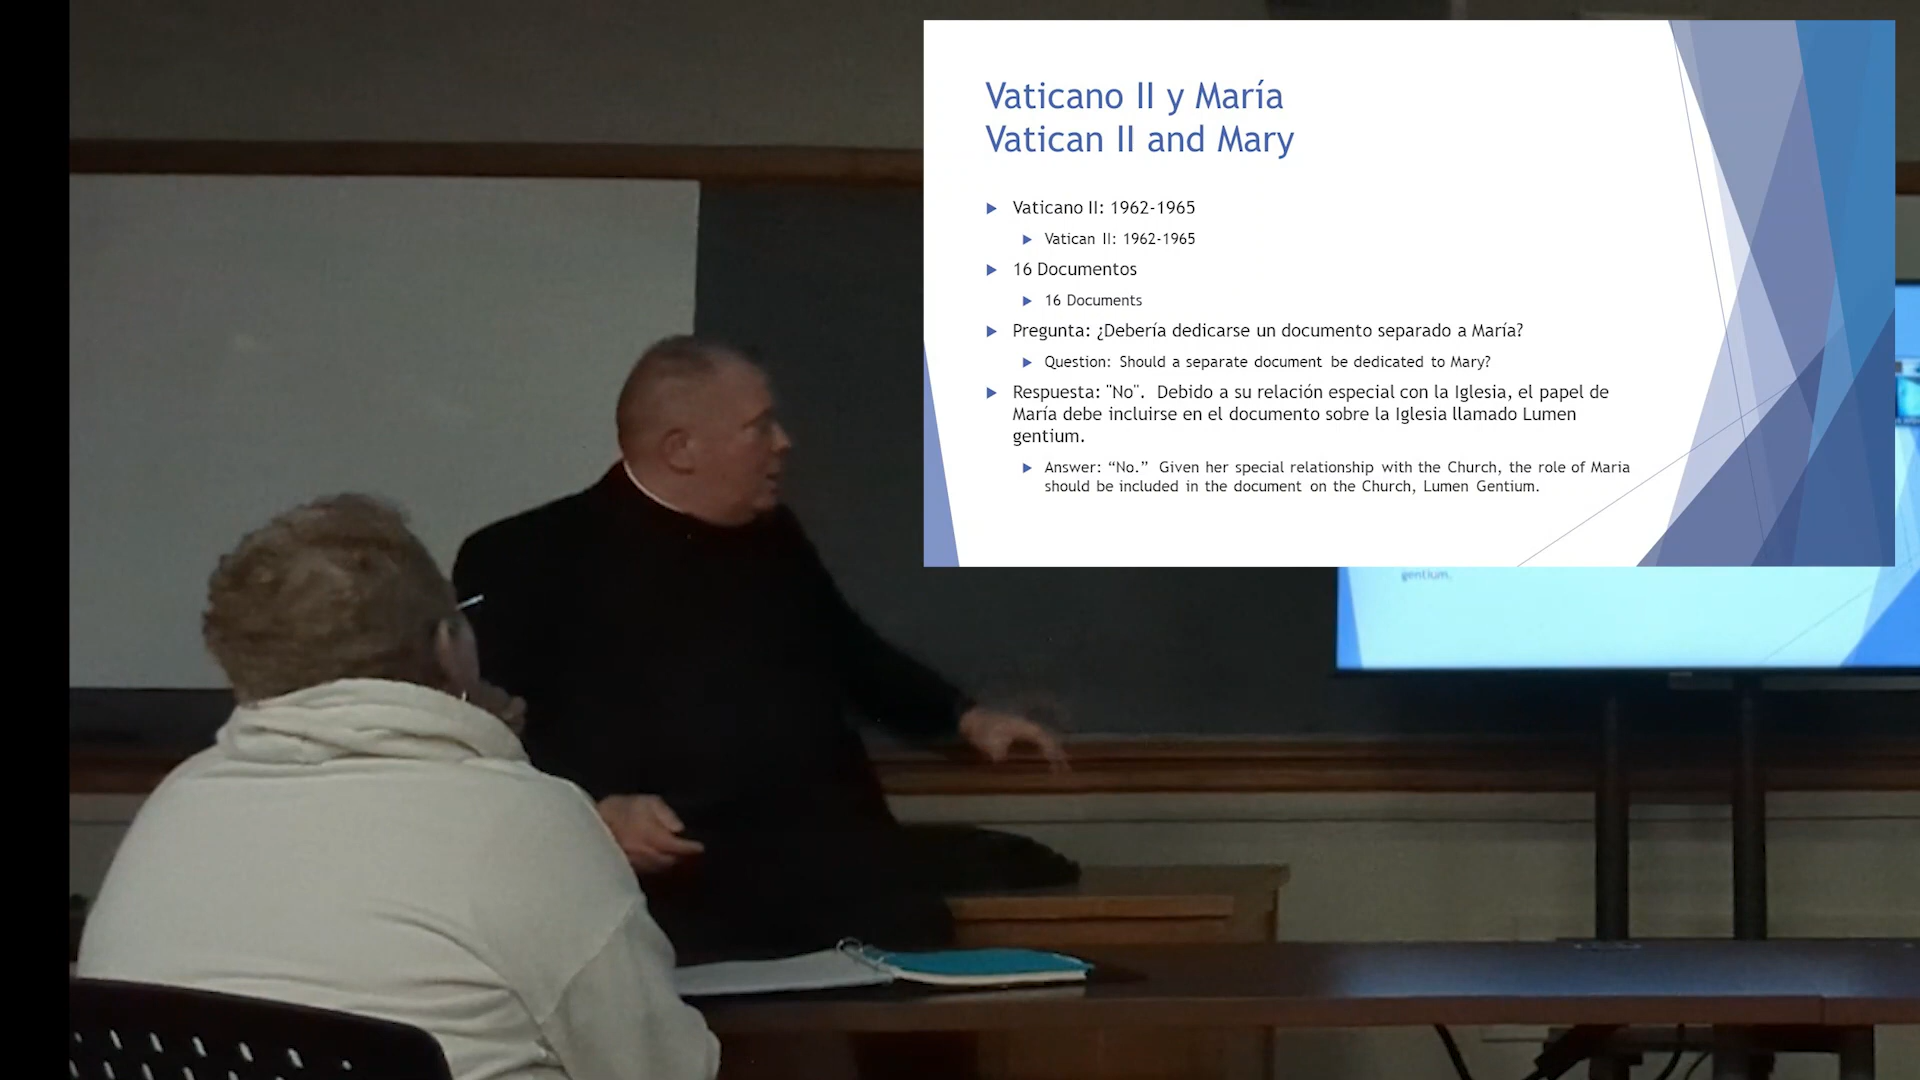 Vaticano II y María
Vatican II and Mary
Vaticano II: 1962-1965
Vatican II: 1962-1965
16 Documentos
16 Documents
Pregunta: ¿Debería dedicarse un documento separado a María?
Question: Should a separate document be dedicated to Mary?
Respuesta: "No".  Debido a su relación especial con la Iglesia, el papel de
María debe incluirse en el documento sobre la Iglesia llamado Lumen
gentium.
Answer: “No.”  Given her special relationship with the Church, the role of Maria
should be included in the document on the Church, Lumen Gentium.
gentium.